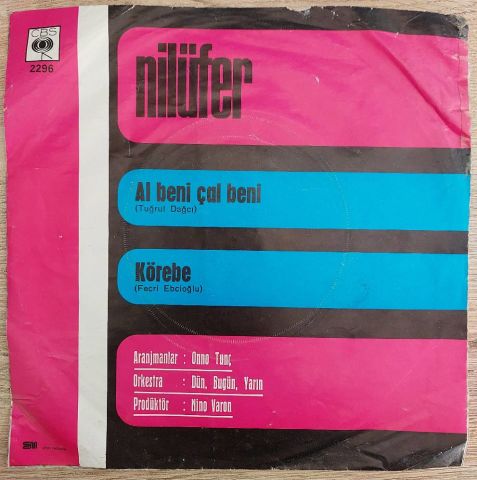 CBS
2296
nilüfer
Al beni çal beni
(Tuğrul Dağcı)
Körebe
(Fecri Ebcioğlu)
Aranjmanlar : Onno Tunç
Orkestra : Dün, Bugün, Yarın
Prodüktör : Nino Varon